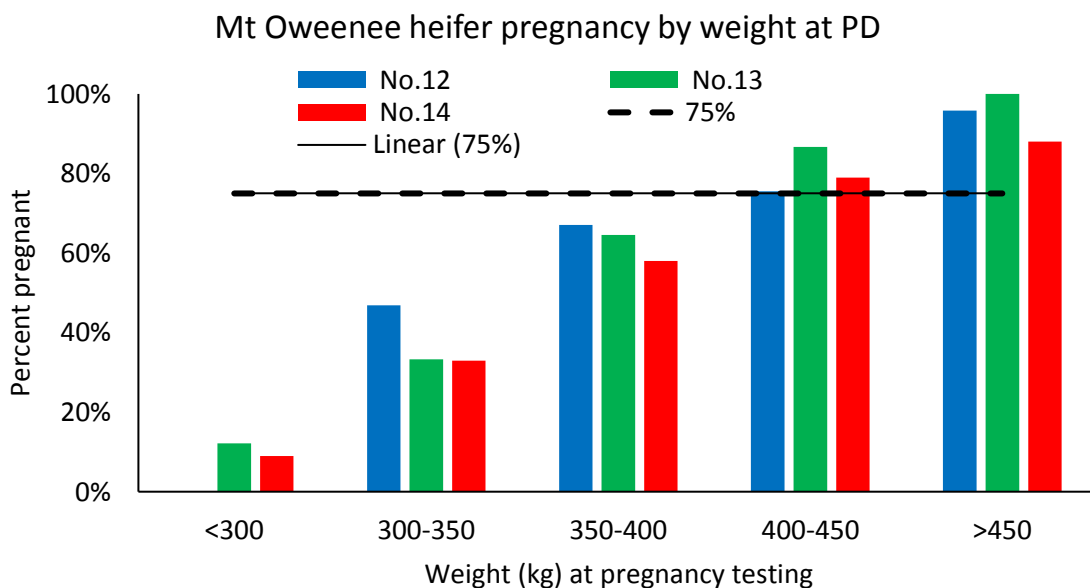 Mt Oweenee heifer pregnancy by weight at PD
No.12
No.13
No.14
75%
Linear (75%)
100%
80%
60%
40%
20%
0%
Percent pregnant
<300
300-350
350-400
400-450
>450
Weight (kg) at pregnancy testing